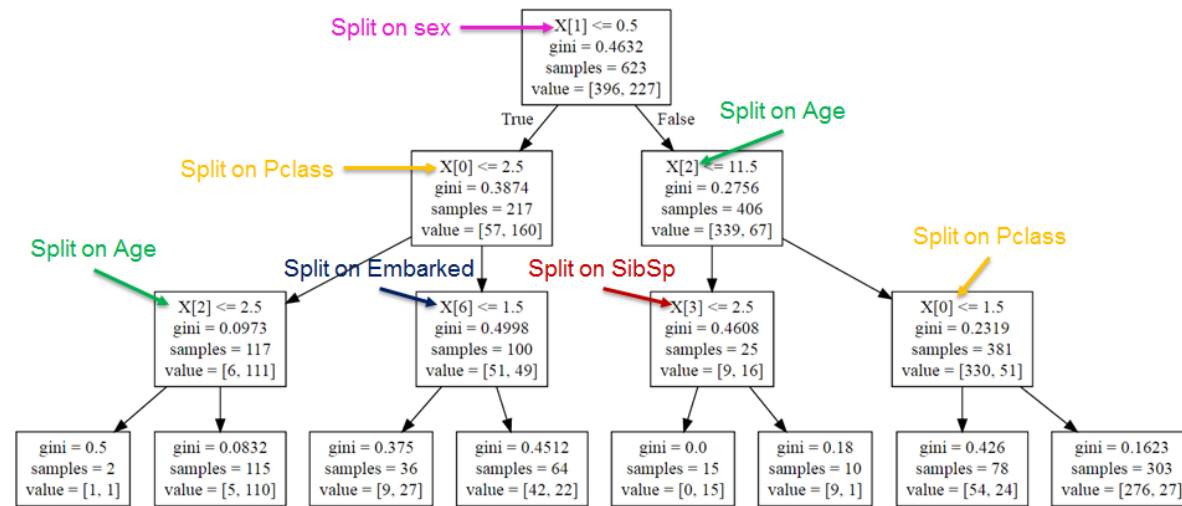 Split on sex
X[1] <= 0.5
gini = 0.4632
samples = 623
value = [396, 227]
True
False
Split on Age
Split on Pclass
X[0] <= 2.5
gini = 0.3874
samples = 217
value = [57, 160]
X[2] <= 11.5
gini = 0.2756
samples = 406
value = [339, 67]
Split on Age
Split on Embarked
Split on SibSp
Split on Pclass
X[2] <= 2.5
gini = 0.0973
samples = 117
value = [6, 111]
X[6] <= 1.5
gini = 0.4998
samples = 100
value = [51, 49]
X[3] <= 2.5
gini = 0.4608
samples = 25
value = [9, 16]
X[0] <= 1.5
gini = 0.2319
samples = 381
value = [330, 51]
gini = 0.5
samples = 2
value = [1, 1]
gini = 0.0832
samples = 115
value = [5, 110]
gini = 0.375
samples = 36
value = [9, 27]
gini = 0.4512
samples = 64
value = [42, 22]
gini = 0.0
samples = 15
value = [0, 15]
gini = 0.18
samples = 10
value = [9, 1]
gini = 0.426
samples = 78
value = [54, 24]
gini = 0.1623
samples = 303
value = [276, 27]